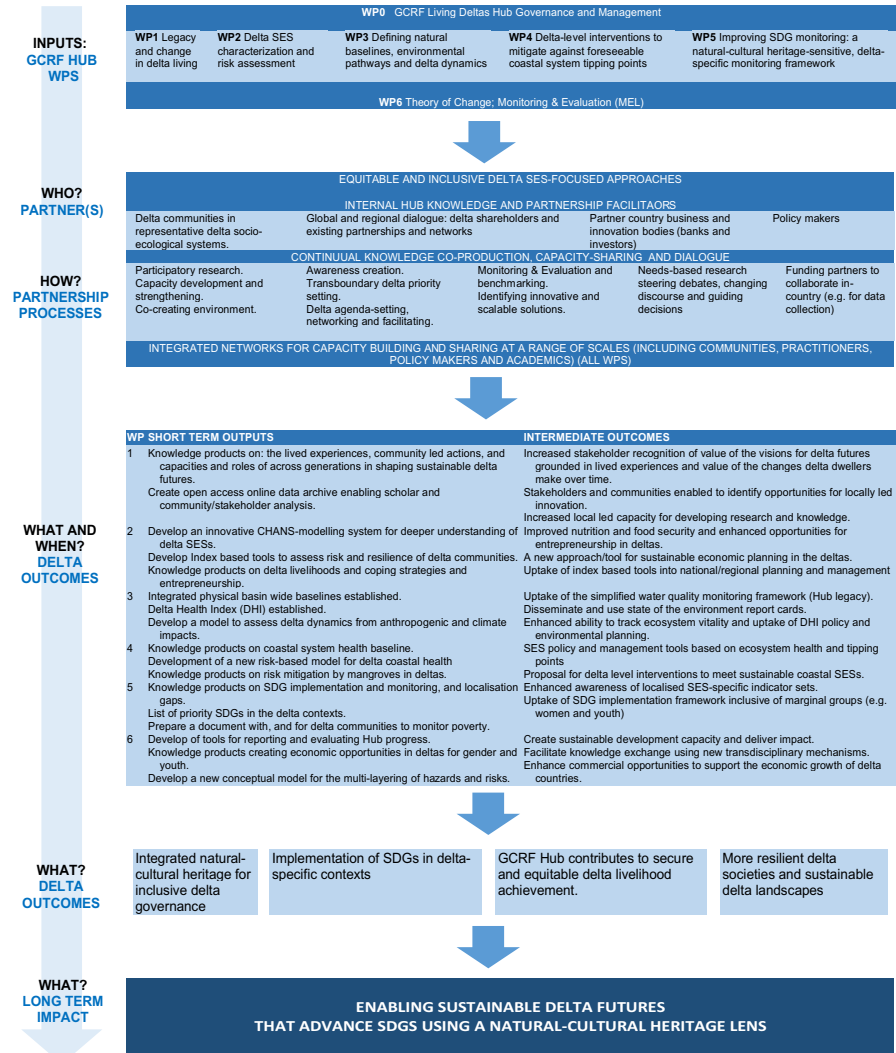 WP0 GCRF Living Deltas Hub Governance and Management
INPUTS:
GCRF HUB
WPS
WP1 Legacy
and change
in delta living
WP2 Delta SES
characterization and
risk assessment
WP3 Defining natural
baselines, environmental
pathways and delta dynamics
WP4 Delta-level interventions to
mitigate against foreseeable
coastal system tipping points
WP5 Improving SDG monitoring: a
natural-cultural heritage-sensitive, delta-
specific monitoring framework
WP6 Theory of Change; Monitoring & Evaluation (MEL)
WHO?
PARTNER(S)
EQUITABLE AND INCLUSIVE DELTA SES-FOCUSED APPROACHES
INTERNAL HUB KNOWLEDGE AND PARTNERSHIP FACILITAORS
Delta communities in
representative delta socio-
ecological systems.
Global and regional dialogue: delta shareholders and
existing partnerships and networks
Partner country business and
innovation bodies (banks and
investors)
Policy makers
CONTINUUAL KNOWLEDGE CO-PRODUCTION, CAPACITY-SHARING AND DIALOGUE
HOW?
PARTNERSHIP
PROCESSES
Participatory research.
Capacity development and
strengthening.
Co-creating environment.
Awareness creation.
Transboundary delta priority
setting.
Delta agenda-setting,
networking and facilitating.
Monitoring & Evaluation and
benchmarking.
Identifying innovative and
scalable solutions.
Needs-based research
steering debates, changing
discourse and guiding
decisions
Funding partners to
collaborate in-
country (e.g. for data
collection)
INTEGRATED NETWORKS FOR CAPACITY BUILDING AND SHARING AT A RANGE OF SCALES (INCLUDING COMMUNITIES, PRACTITIONERS,
POLICY MAKERS AND ACADEMICS) (ALL WPS)
WHAT AND
WHEN?
DELTA
OUTCOMES
WP SHORT TERM OUTPUTS
1 Knowledge products on: the lived experiences, community led actions, and
capacities and roles of across generations in shaping sustainable delta
futures.
Create open access online data archive enabling scholar and
community/stakeholder analysis.
2 Develop an innovative CHANS-modelling system for deeper understanding of
delta SESs.
Develop Index based tools to assess risk and resilience of delta communities.
Knowledge products on delta livelihoods and coping strategies and
entrepreneurship.
3 Integrated physical basin wide baselines established.
Delta Health Index (DHI) established.
Develop a model to assess delta dynamics from anthropogenic and climate
impacts.
4 Knowledge products on coastal system health baseline.
Development of a new risk-based model for delta coastal health
Knowledge products on risk mitigation by mangroves in deltas.
5 Knowledge products on SDG implementation and monitoring, and localisation
gaps.
List of priority SDGs in the delta contexts.
Prepare a document with, and for delta communities to monitor poverty.
6 Develop of tools for reporting and evaluating Hub progress.
Knowledge products creating economic opportunities in deltas for gender and
youth.
Develop a new conceptual model for the multi-layering of hazards and risks.
INTERMEDIATE OUTCOMES
Increased stakeholder recognition of value of the visions for delta futures
grounded in lived experiences and value of the changes delta dwellers
make over time.
Stakeholders and communities enabled to identify opportunities for locally led
innovation.
Increased local led capacity for developing research and knowledge.
Improved nutrition and food security and enhanced opportunities for
entrepreneurship in deltas.
A new approach/tool for sustainable economic planning in the deltas.
Uptake of index based tools into national/regional planning and management
Uptake of the simplified water quality monitoring framework (Hub legacy).
Disseminate and use state of the environment report cards.
Enhanced ability to track ecosystem vitality and uptake of DHI policy and
environmental planning.
SES policy and management tools based on ecosystem health and tipping
points
Proposal for delta level interventions to meet sustainable coastal SESs.
Enhanced awareness of localised SES-specific indicator sets.
Uptake of SDG implementation framework inclusive of marginal groups (e.g.
women and youth)
Create sustainable development capacity and deliver impact.
Facilitate knowledge exchange using new transdisciplinary mechanisms.
Enhance commercial opportunities to support the economic growth of delta
countries.
WHAT?
DELTA
OUTCOMES
Integrated natural-
cultural heritage for
inclusive delta
governance
Implementation of SDGs in delta-
specific contexts
GCRF Hub contributes to secure
and equitable delta livelihood
achievement.
More resilient delta
societies and sustainable
delta landscapes
WHAT?
LONG TERM
IMPACT
ENABLING SUSTAINABLE DELTA FUTURES
THAT ADVANCE SDGS USING A NATURAL-CULTURAL HERITAGE LENS